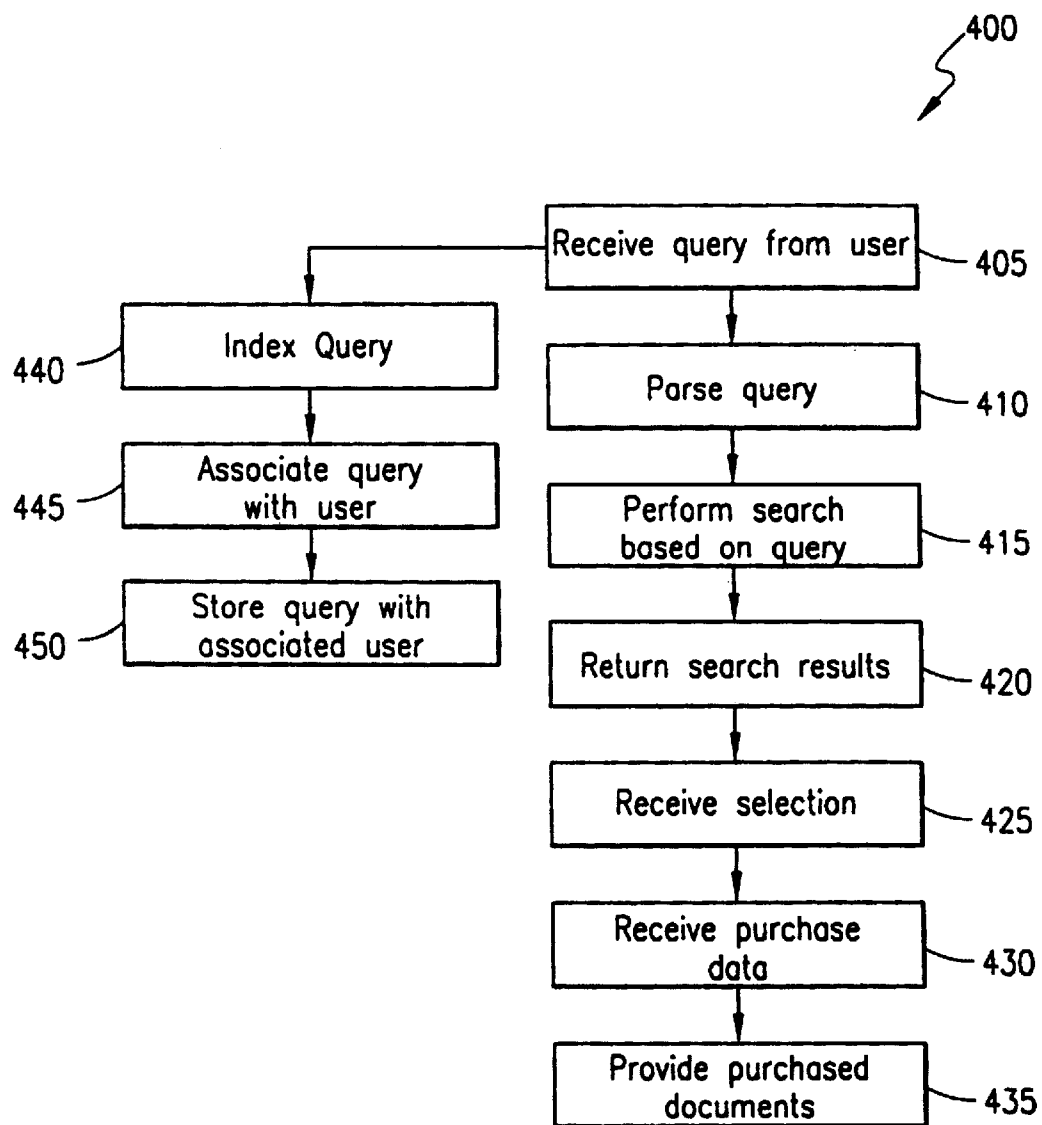 400
Receive query from user
405
Index Query
440
Parse query
410
Associate query
with user
445
Perform search
based on query
415
Store query with
associated user
450
Return search results
420
Receive selection
425
Receive purchase
data
430
Provide purchased
documents
435